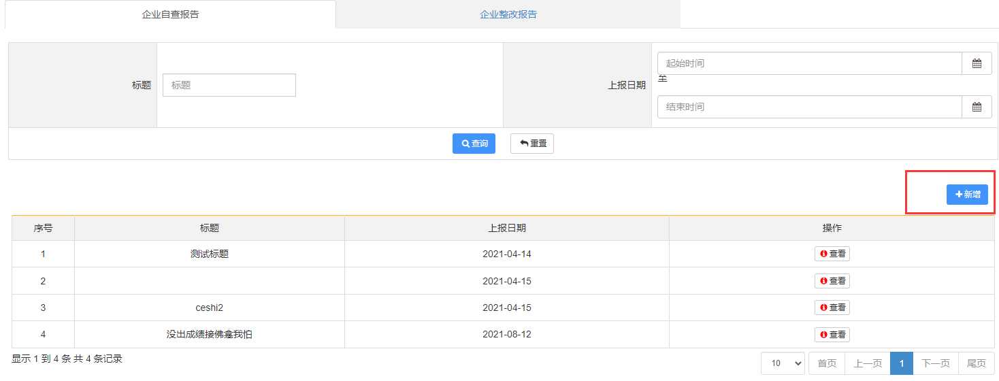 企业自查报告 企业整改报告
标题 标题 上报日期 起始时间
至
结束时间
查询 重置
新增
序号 标题 上报日期 操作
1 测试标题 2021-04-14 查看
2 2021-04-15 查看
3 ceshi2 2021-04-15 查看
4 没出成绩接佛龛我怕 2021-08-12 查看
显示 1 到 4 条 共 4 条记录 10 首页 上一页 1 下一页 尾页